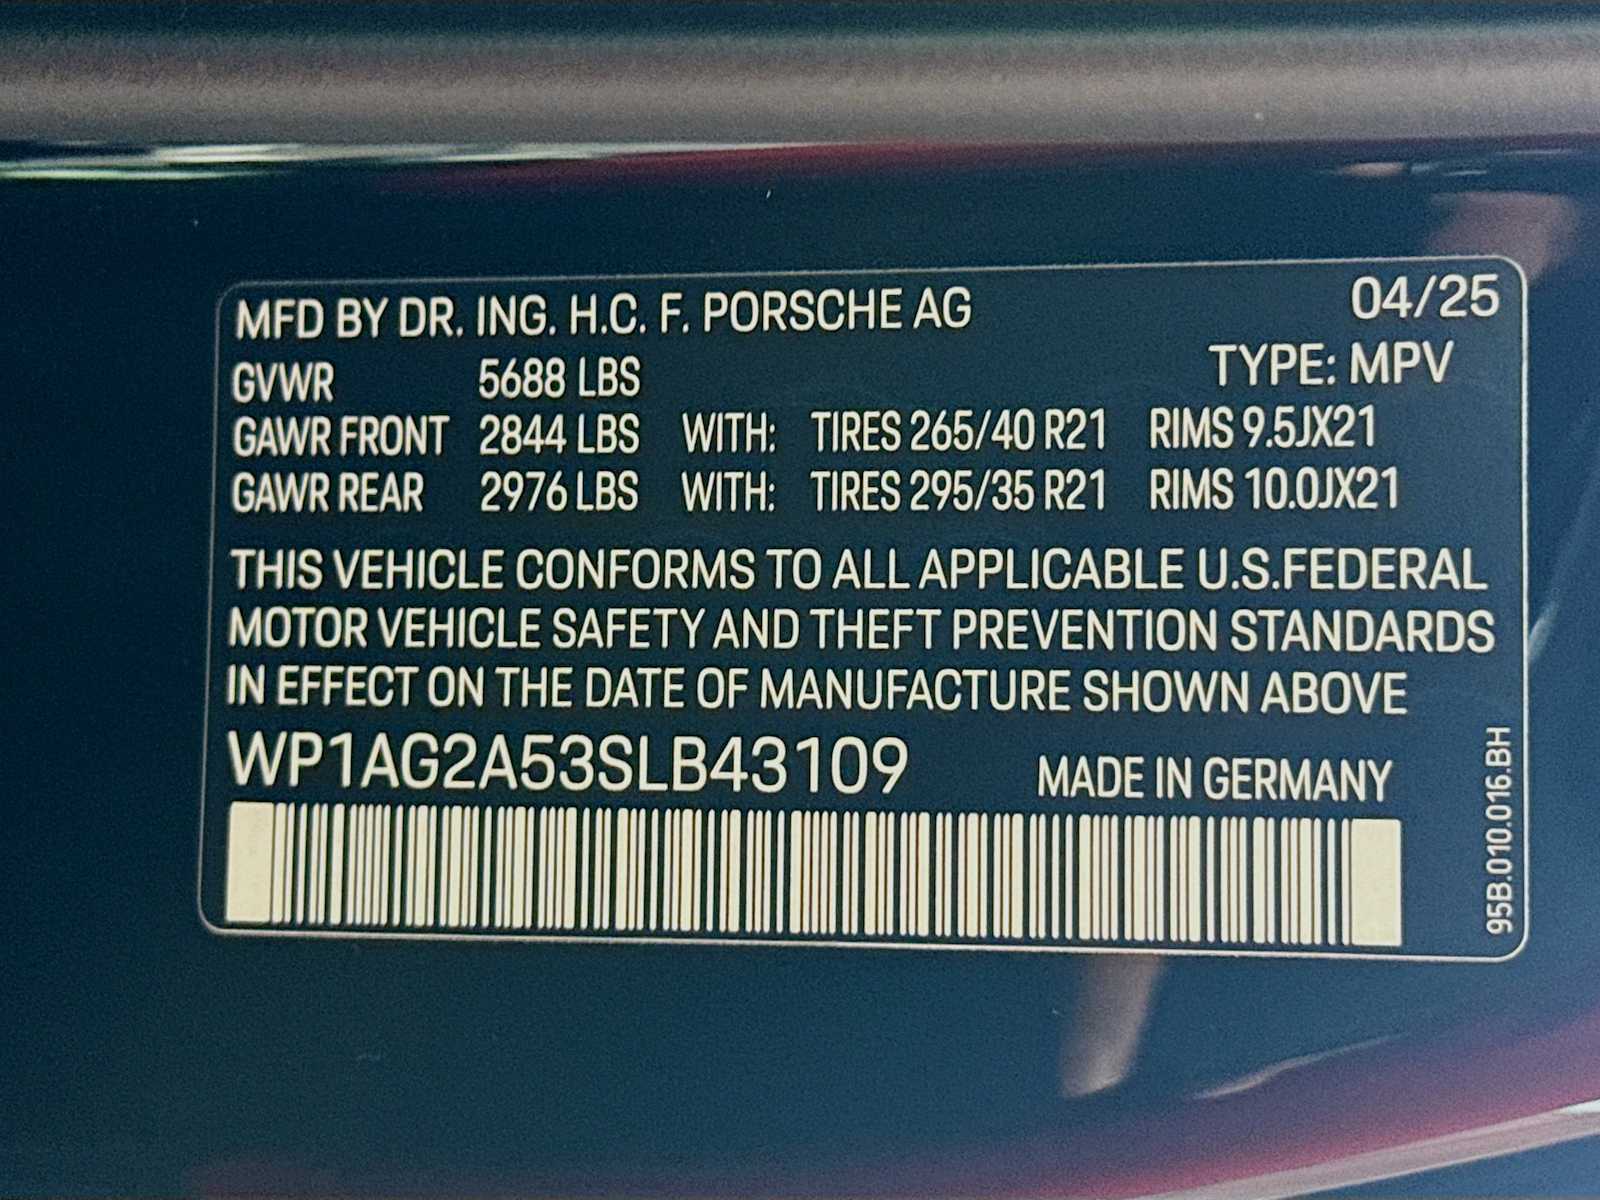 MFD BY DR. ING. H.C. F. PORSCHE AG 04/25
GVWR 5688 LBS TYPE: MPV
GAWR FRONT 2844 LBS WITH: TIRES 265/40 R21 RIMS 9.5JX21
GAWR REAR 2976 LBS WITH: TIRES 295/35 R21 RIMS 10.0JX21
THIS VEHICLE CONFORMS TO ALL APPLICABLE U.S.FEDERAL
MOTOR VEHICLE SAFETY AND THEFT PREVENTION STANDARDS
IN EFFECT ON THE DATE OF MANUFACTURE SHOWN ABOVE
WP1AG2A53SLB43109 MADE IN GERMANY
95B.010.016.BH